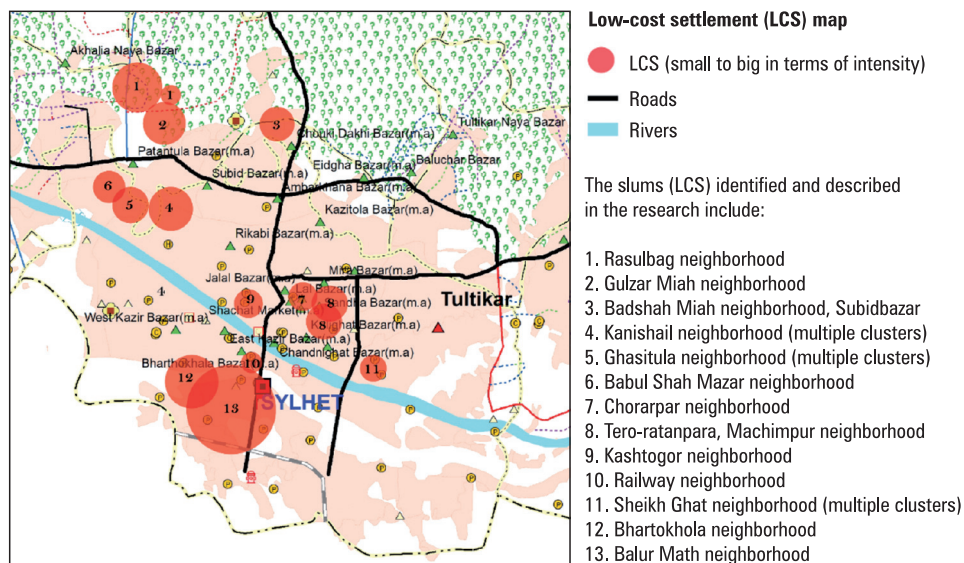 Low-cost settlement (LCS) map
LCS (small to big in terms of intensity)
Roads
Rivers
The slums (LCS) identified and described
in the research include:
1. Rasulbag neighborhood
2. Gulzar Miah neighborhood
3. Badshah Miah neighborhood, Subidbazar
4. Kanishail neighborhood (multiple clusters)
5. Ghasitula neighborhood (multiple clusters)
6. Babul Shah Mazar neighborhood
7. Chorarpar neighborhood
8. Tero-ratanpara, Machimpur neighborhood
9. Kashtogor neighborhood
10. Railway neighborhood
11. Sheikh Ghat neighborhood (multiple clusters)
12. Bhartokhola neighborhood
13. Balur Math neighborhood
Akhalia Naya Bazar
1
1
2
3
Chouki Dakhi Bazar(m.a)
Tultikar Naya Bazar
Patantula Bazar(m.a)
Eidgha Bazar(m.a)
Baluchar Bazar
Subid Bazar(m.a)
Ambarkhana Bazar(m.a)
6
5
4
Kazitola Bazar(m.a)
Rikabi Bazar(m.a)
Jalal Bazar(m.a)
Mira Bazar(m.a)
Lal Bazar(m.a)
4
9
7
8
Bazar(m.a)
Tultikar
West Kazir Bazar(m.a)
Shachat Market(m.a)
8
Bazar(m.a)
East Kazir Bazar(m.a)
Chandnighat Bazar(m.a)
Bharthokhala Bazar(m.a)
10
11
12
13
SYLHET